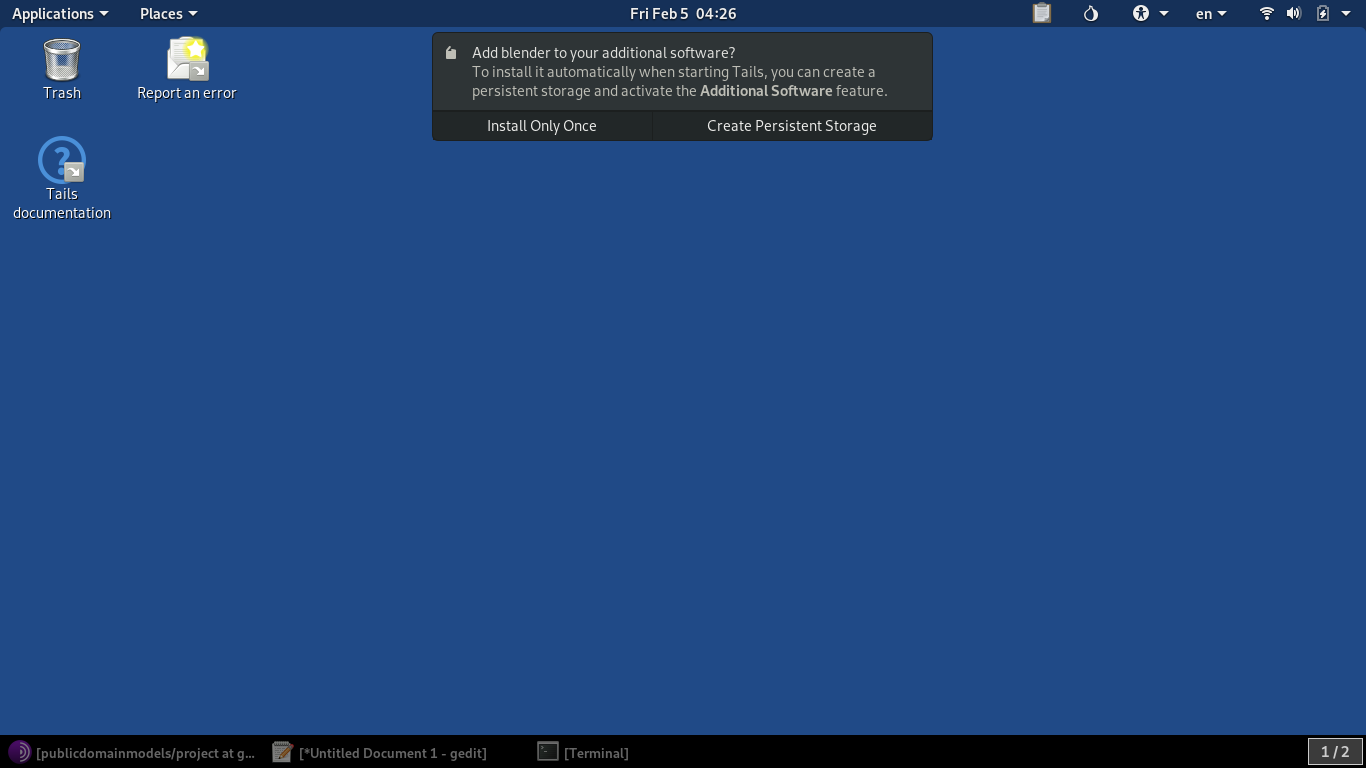 Applications Places Fri Feb 5 04:26 en
Add blender to your additional software?
To install it automatically when starting Tails, you can create a
persistent storage and activate the Additional Software feature.
Install Only Once Create Persistent Storage
Trash Report an error
?
Tails
documentation
[publicdomainmodels/project at g... [*Untitled Document 1 - gedit] [Terminal] 1 / 2